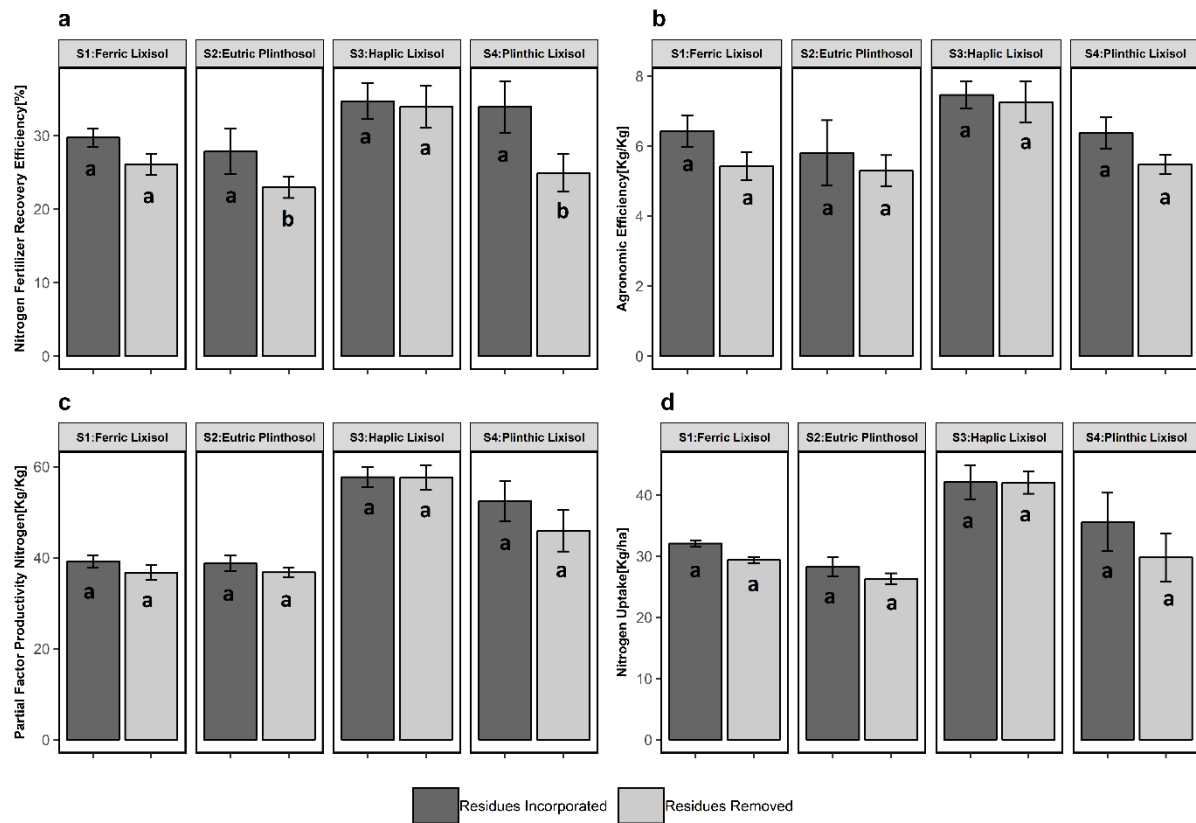 a
S1:Ferric Lixisol S2:Eutric Plinthosol S3:Haplic Lixisol S4:Plinthic Lixisol
Nitrogen Fertilizer Recovery Efficiency[%]
30
20
10
0
a a a b a a a b
b
S1:Ferric Lixisol S2:Eutric Plinthosol S3:Haplic Lixisol S4:Plinthic Lixisol
Agronomic Efficiency[Kg/Kg]
8
6
4
2
0
a a a a a a a a
c
S1:Ferric Lixisol S2:Eutric Plinthosol S3:Haplic Lixisol S4:Plinthic Lixisol
Partial Factor Productivity Nitrogen[Kg/Kg]
60
40
20
0
a a a a a a a a
d
S1:Ferric Lixisol S2:Eutric Plinthosol S3:Haplic Lixisol S4:Plinthic Lixisol
Nitrogen Uptake[Kg/ha]
40
30
20
10
0
a a a a a a a a
Residues Incorporated Residues Removed